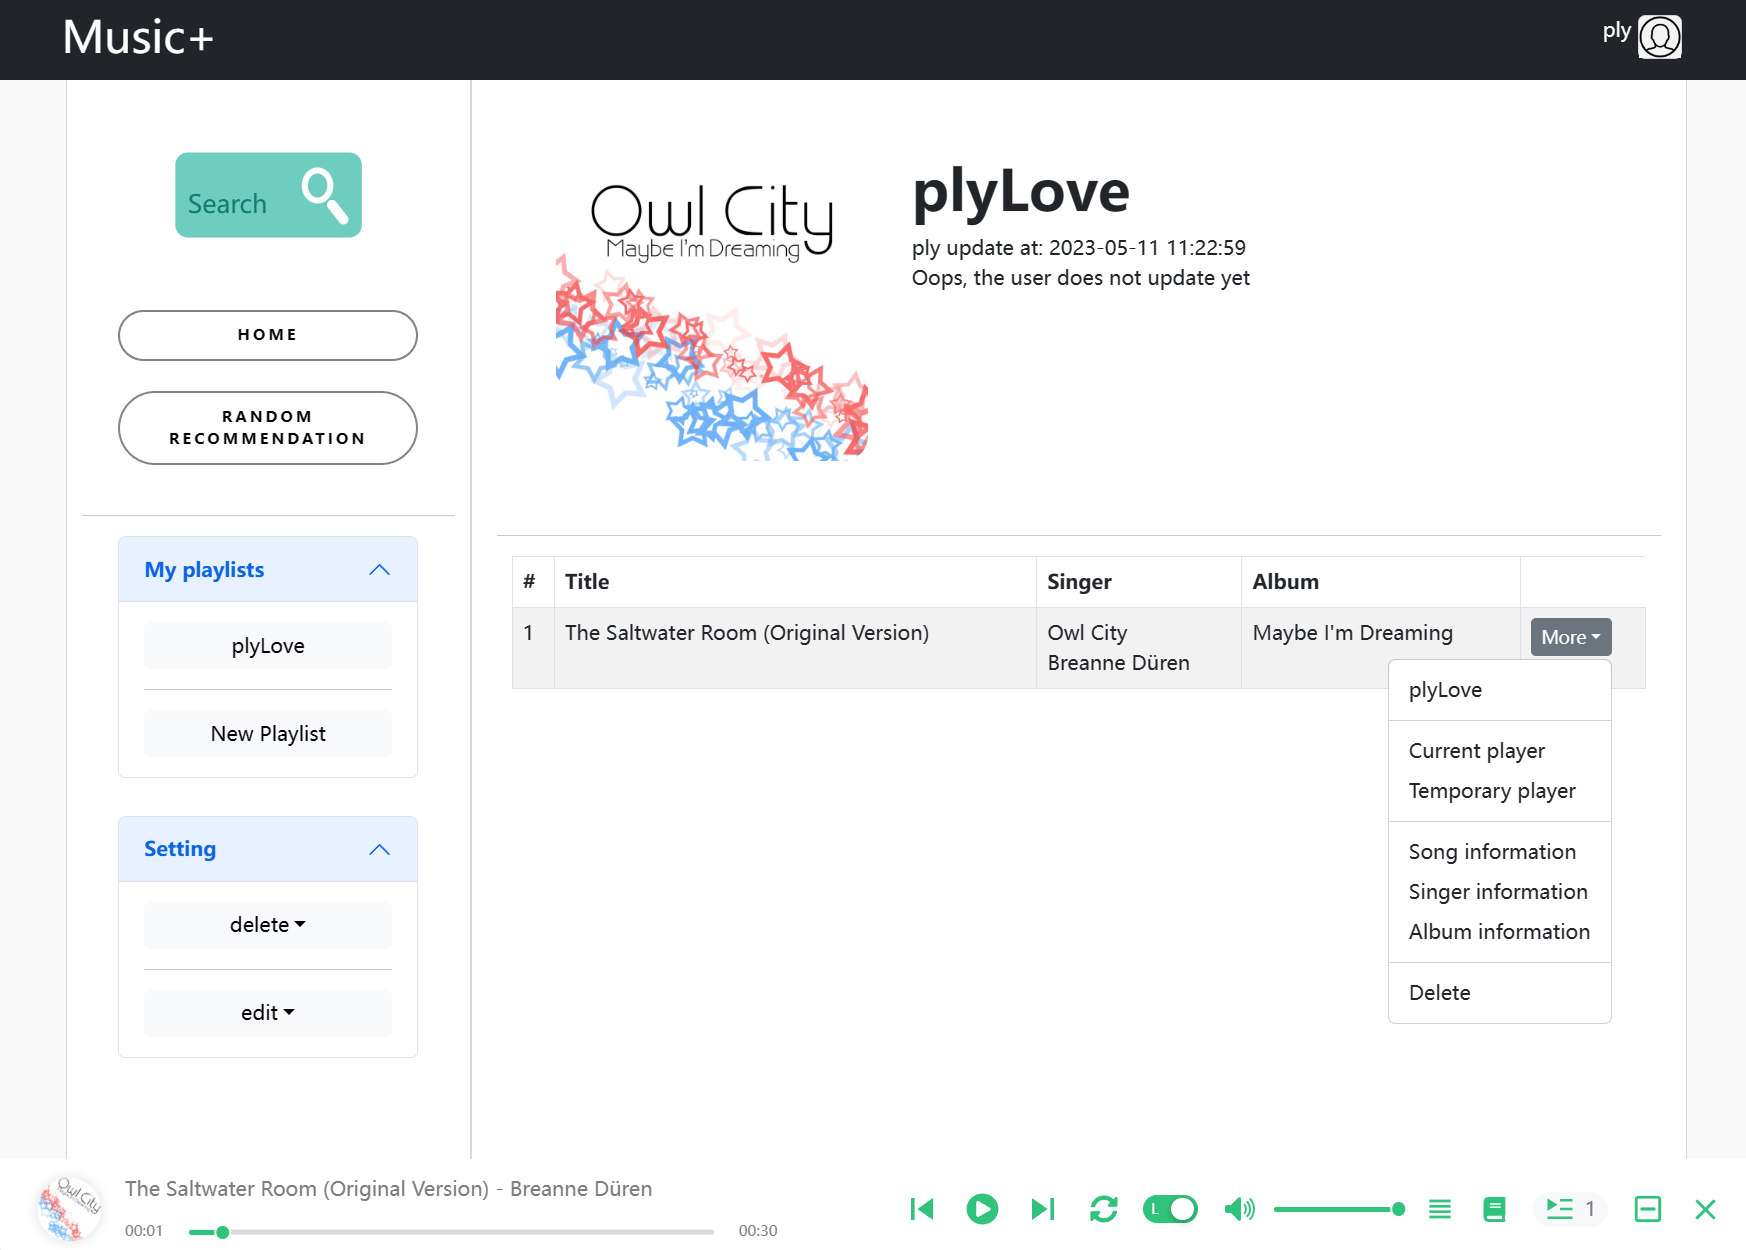 Music+
ply
Search
HOME
RANDOM
RECOMMENDATION
My playlists
plyLove
New Playlist
Setting
delete
edit
Owl City
Maybe I'm Dreaming
plyLove
ply update at: 2023-05-11 11:22:59
Oops, the user does not update yet
# Title Singer Album
1 The Saltwater Room (Original Version) Owl City Maybe I'm Dreaming More
Breanne Düren
plyLove
Current player
Temporary player
Song information
Singer information
Album information
Delete
Owl City
The Saltwater Room (Original Version) - Breanne Düren
00:01 00:30
L
1